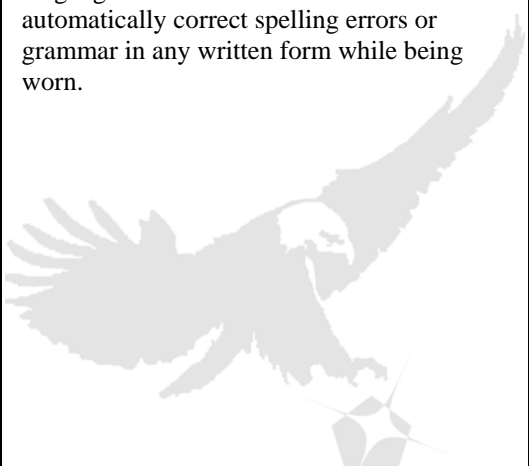 automatically correct spelling errors or
grammar in any written form while being
worn.